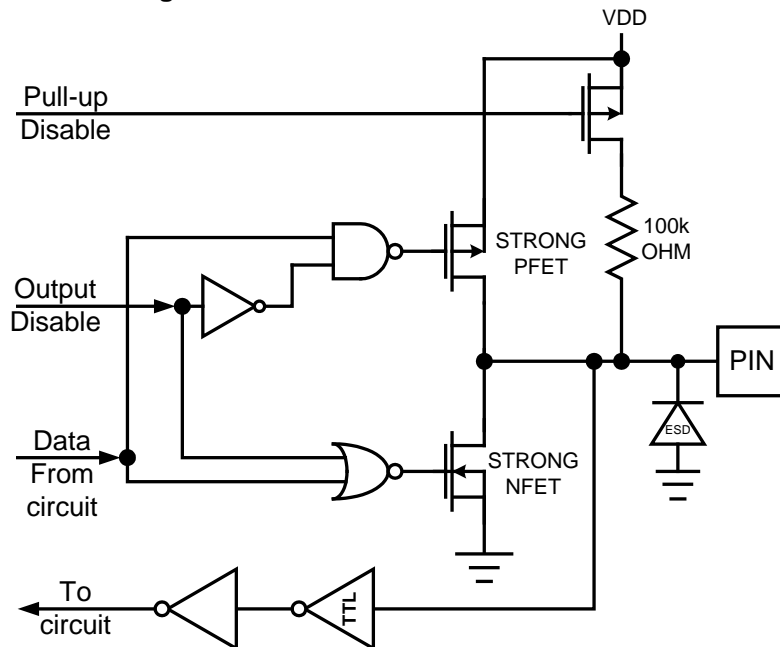 VDD
Pull-up
Disable
100k
OHM
STRONG
PFET
Output
Disable
PIN
ESD
Data
From
circuit
STRONG
NFET
To
circuit
TTL